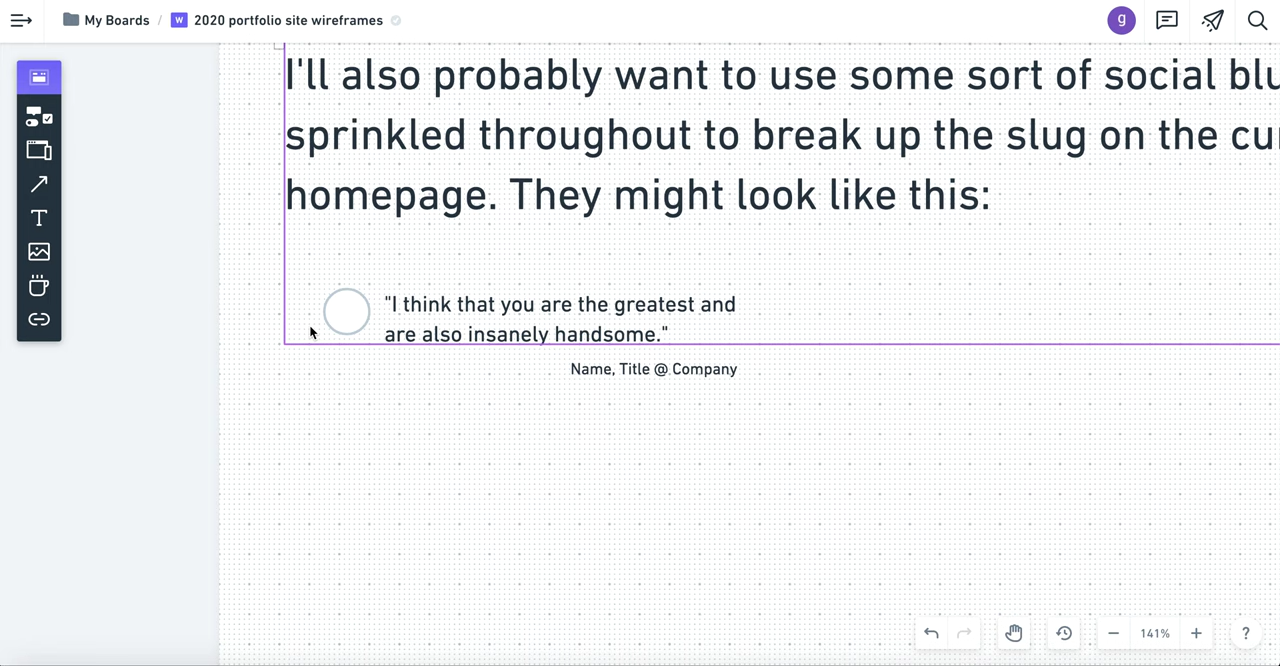 My Boards / W 2020 portfolio site wireframes
g
I'll also probably want to use some sort of social
sprinkled throughout to break up the slug on the
homepage. They might look like this:
"I think that you are the greatest and
are also insanely handsome."
Name, Title @ Company
T
− 141% + ?